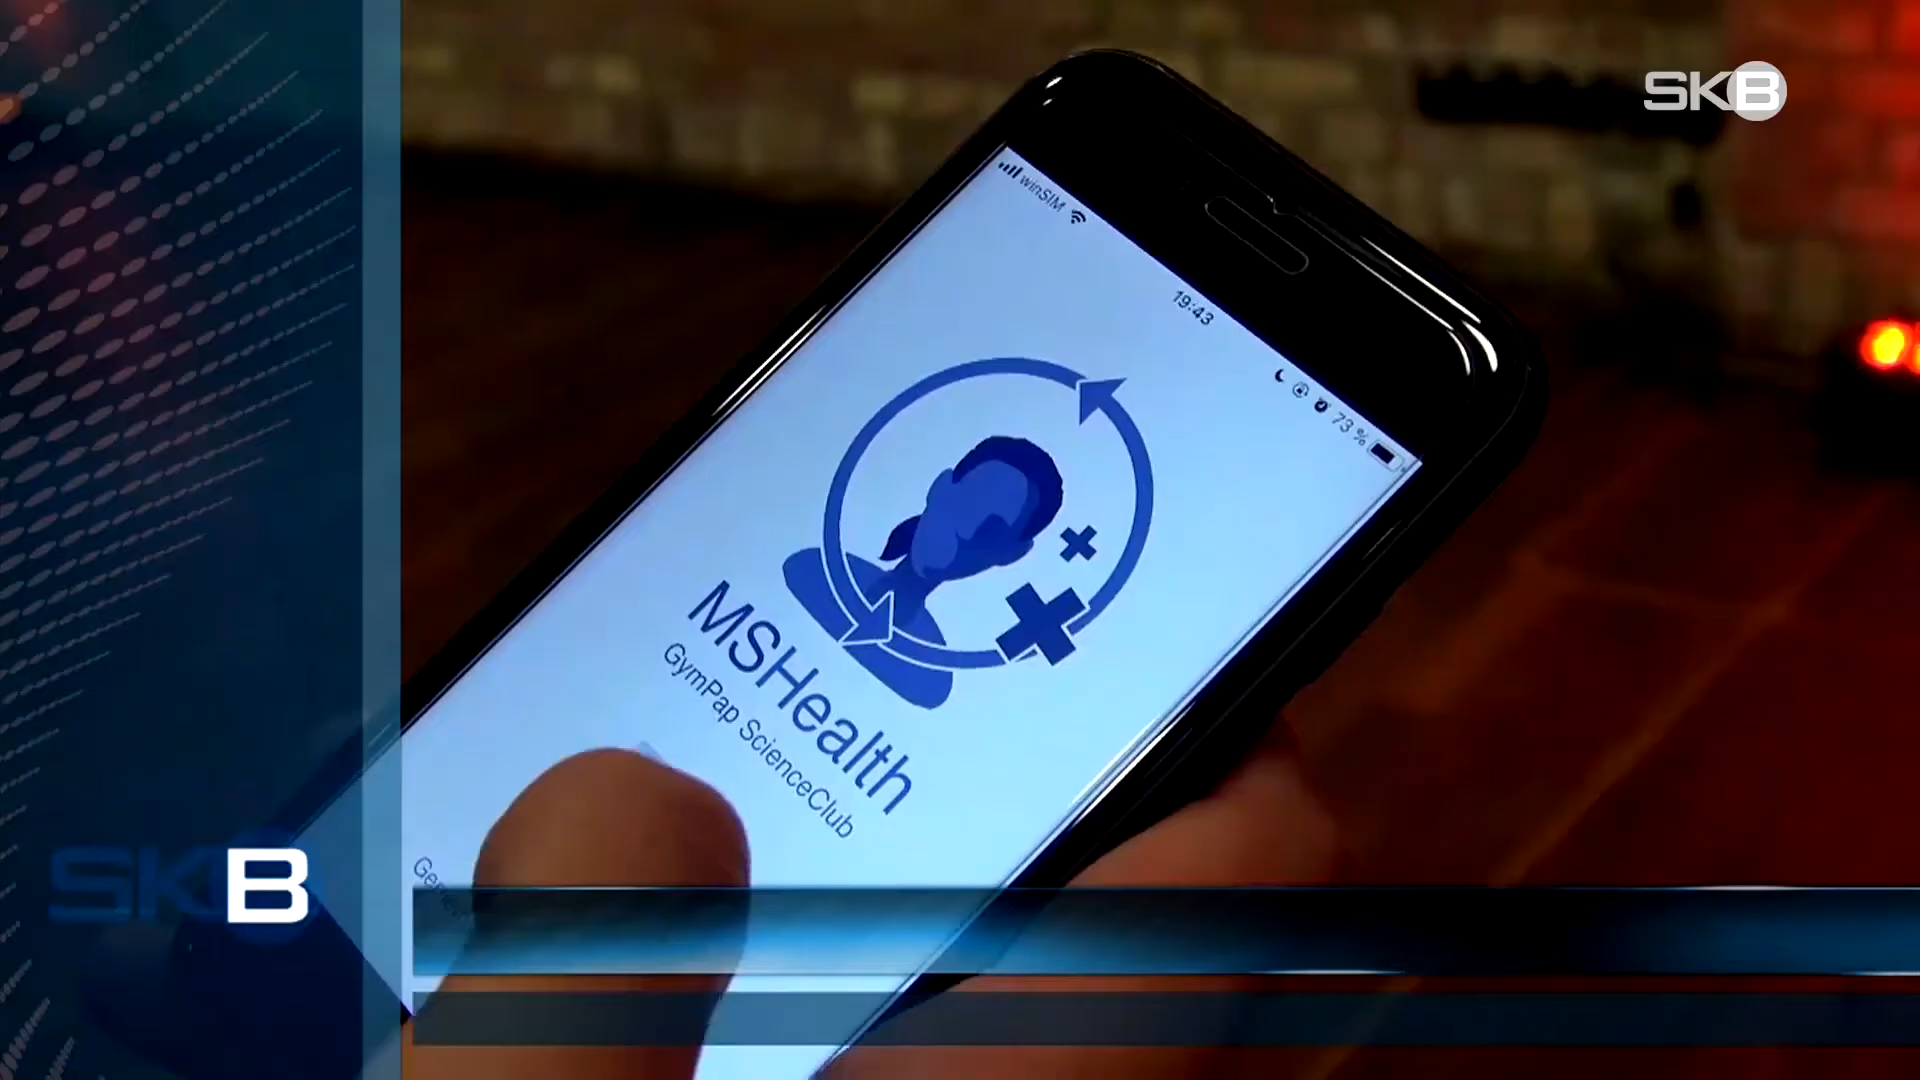 SKB
winSIM
19:43
73 %
MSHealth
GymPap ScienceClub
SKB